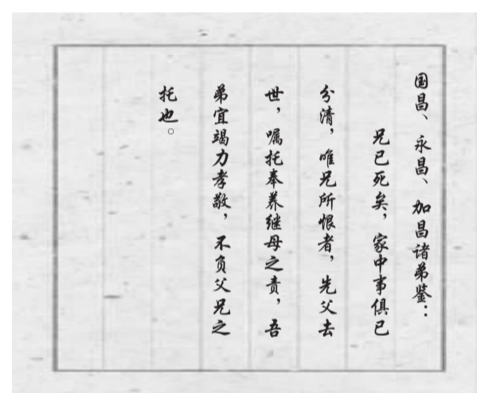 国昌、永昌、加昌诸弟鉴：
兄已死矣，家中事俱已
分清，唯兄所恨者，先父去
世，嘱托奉养继母之责，吾
弟宜竭力孝敬，不负父兄之
托也。